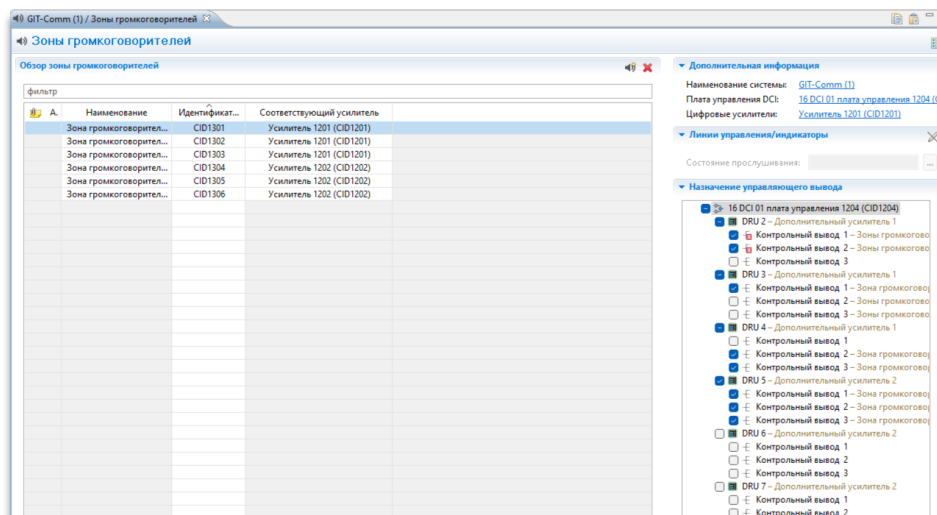 GIT-Comm (1) / Зоны громкоговорителей
Зоны громкоговорителей
Обзор зоны громкоговорителей
фильтр
А. Наименование Идентификат... Соответствующий усилитель
Зона громкоговорител... CID1301 Усилитель 1201 (CID1201)
Зона громкоговорител... CID1302 Усилитель 1201 (CID1201)
Зона громкоговорител... CID1303 Усилитель 1201 (CID1201)
Зона громкоговорител... CID1304 Усилитель 1202 (CID1202)
Зона громкоговорител... CID1305 Усилитель 1202 (CID1202)
Зона громкоговорител... CID1306 Усилитель 1202 (CID1202)
Дополнительная информация
Наименование системы: GIT-Comm (1)
Плата управления DCI: 16 DCI 01 плата управления 1204 (
Цифровые усилители: Усилитель 1201 (CID1201)
Линии управления/индикаторы
Состояние прослушивания: ...
Назначение управляющего вывода
16 DCI 01 плата управления 1204 (CID1204)
DRU 2 – Дополнительный усилитель 1
Контрольный вывод 1 – Зоны громкогово
Контрольный вывод 2 – Зоны громкогово
Контрольный вывод 3
DRU 3 – Дополнительный усилитель 1
Контрольный вывод 1 – Зона громкогово
Контрольный вывод 2 – Зоны громкогово
Контрольный вывод 3 – Зоны громкогово
DRU 4 – Дополнительный усилитель 1
Контрольный вывод 1
Контрольный вывод 2 – Зона громкогово
Контрольный вывод 3 – Зона громкогово
DRU 5 – Дополнительный усилитель 2
Контрольный вывод 1 – Зона громкогово
Контрольный вывод 2 – Зона громкогово
Контрольный вывод 3 – Зона громкогово
DRU 6 – Дополнительный усилитель 2
Контрольный вывод 1
Контрольный вывод 2
Контрольный вывод 3
DRU 7 – Дополнительный усилитель 2
Контрольный вывод 1
Контрольный вывод 2